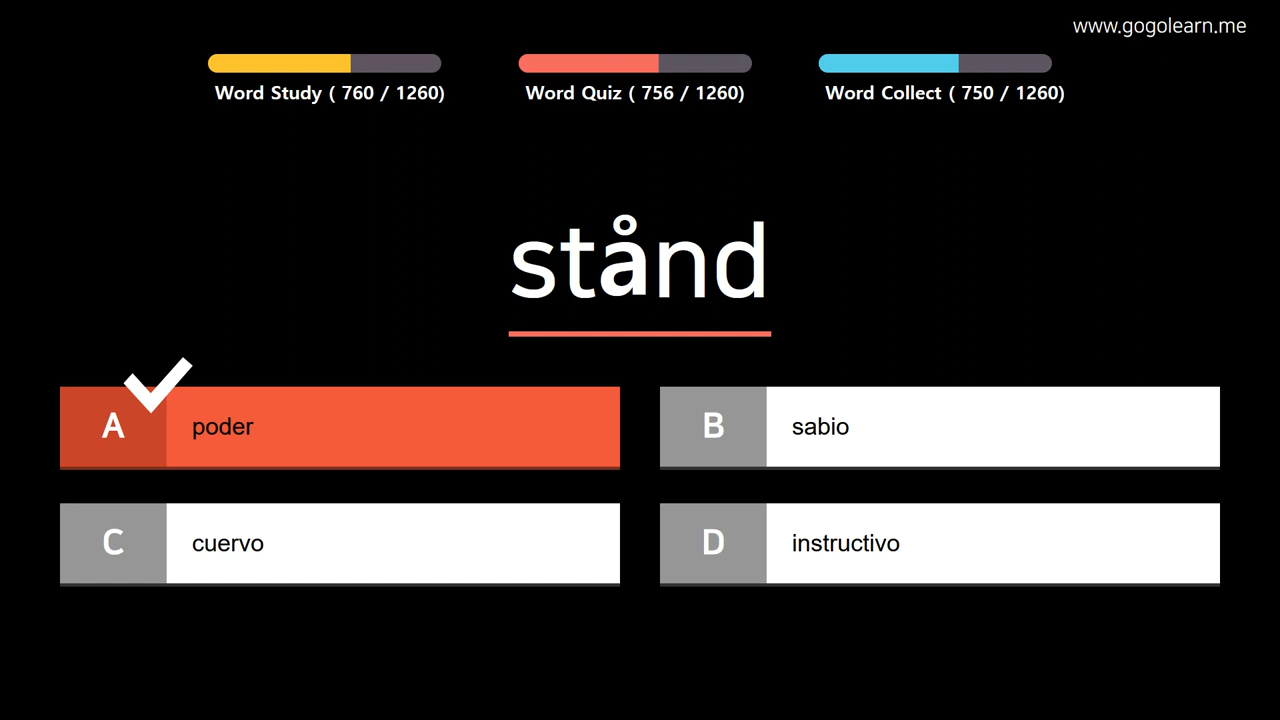 www.gogolearn.me
Word Study ( 760 / 1260)
Word Quiz ( 756 / 1260)
Word Collect ( 750 / 1260)
stånd
A poder
B sabio
C cuervo
D instructivo